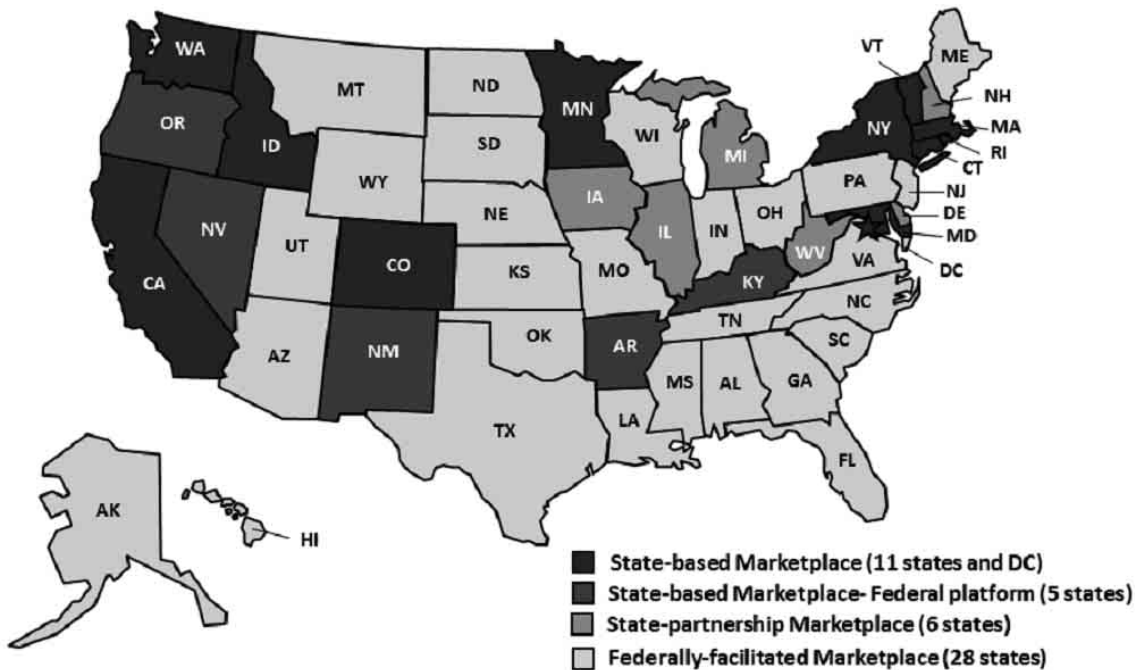 WA
MT
ND
MN
VT
ME
OR
ID
SD
WI
MI
NY
NH
MA
RI
CT
WY
NE
IA
PA
NJ
NV
UT
CO
KS
MO
IL
IN
OH
WV
DE
MD
DC
CA
VA
KY
AZ
NM
OK
AR
TN
NC
SC
TX
LA
MS
AL
GA
FL
AK
HI
State-based Marketplace (11 states and DC)
State-based Marketplace- Federal platform (5 states)
State-partnership Marketplace (6 states)
Federally-facilitated Marketplace (28 states)